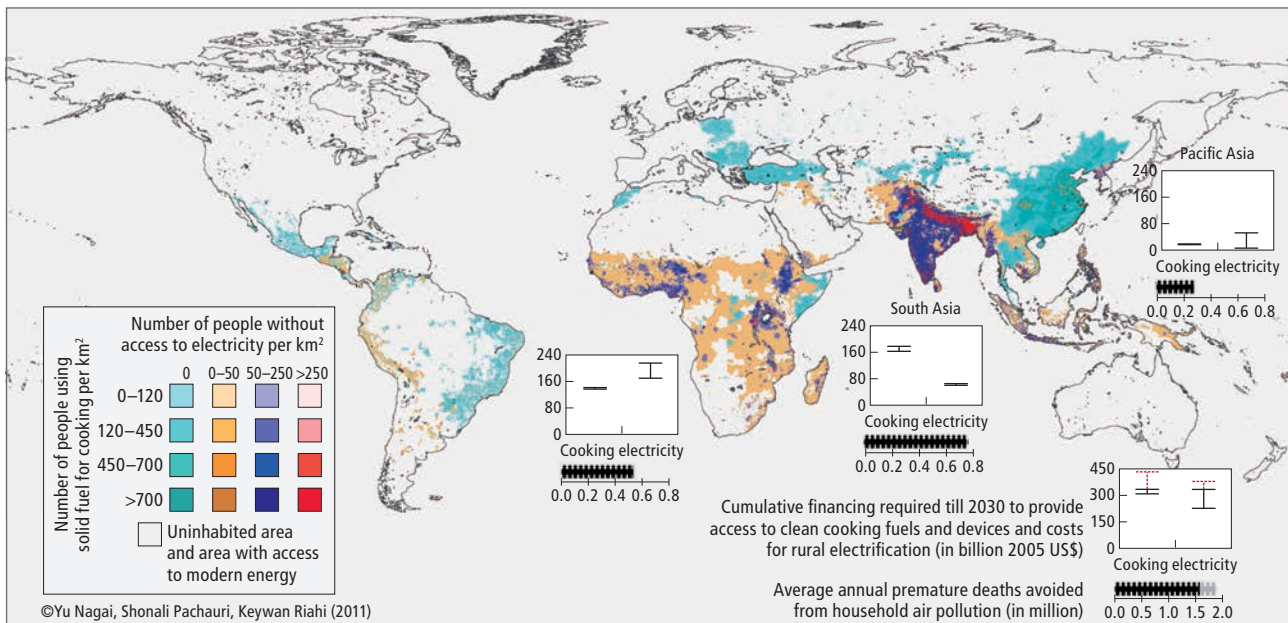 Pacific Asia
240
160
80
0
Cooking electricity
0.0 0.2 0.4 0.6 0.8
South Asia
240
160
80
0
Cooking electricity
0.0 0.2 0.4 0.6 0.8
240
160
80
0
Cooking electricity
0.0 0.2 0.4 0.6 0.8
Number of people without
access to electricity per km²
0 0–50 50–250 >250
Number of people using
solid fuel for cooking per km²
0–120
120–450
450–700
>700
Uninhabited area
and area with access
to modern energy
Cumulative financing required till 2030 to provide
access to clean cooking fuels and devices and costs
for rural electrification (in billion 2005 US$)
450
300
150
0
Cooking electricity
Average annual premature deaths avoided
from household air pollution (in million)
0.0 0.5 1.0 1.5 2.0
©Yu Nagai, Shonali Pachauri, Keywan Riahi (2011)